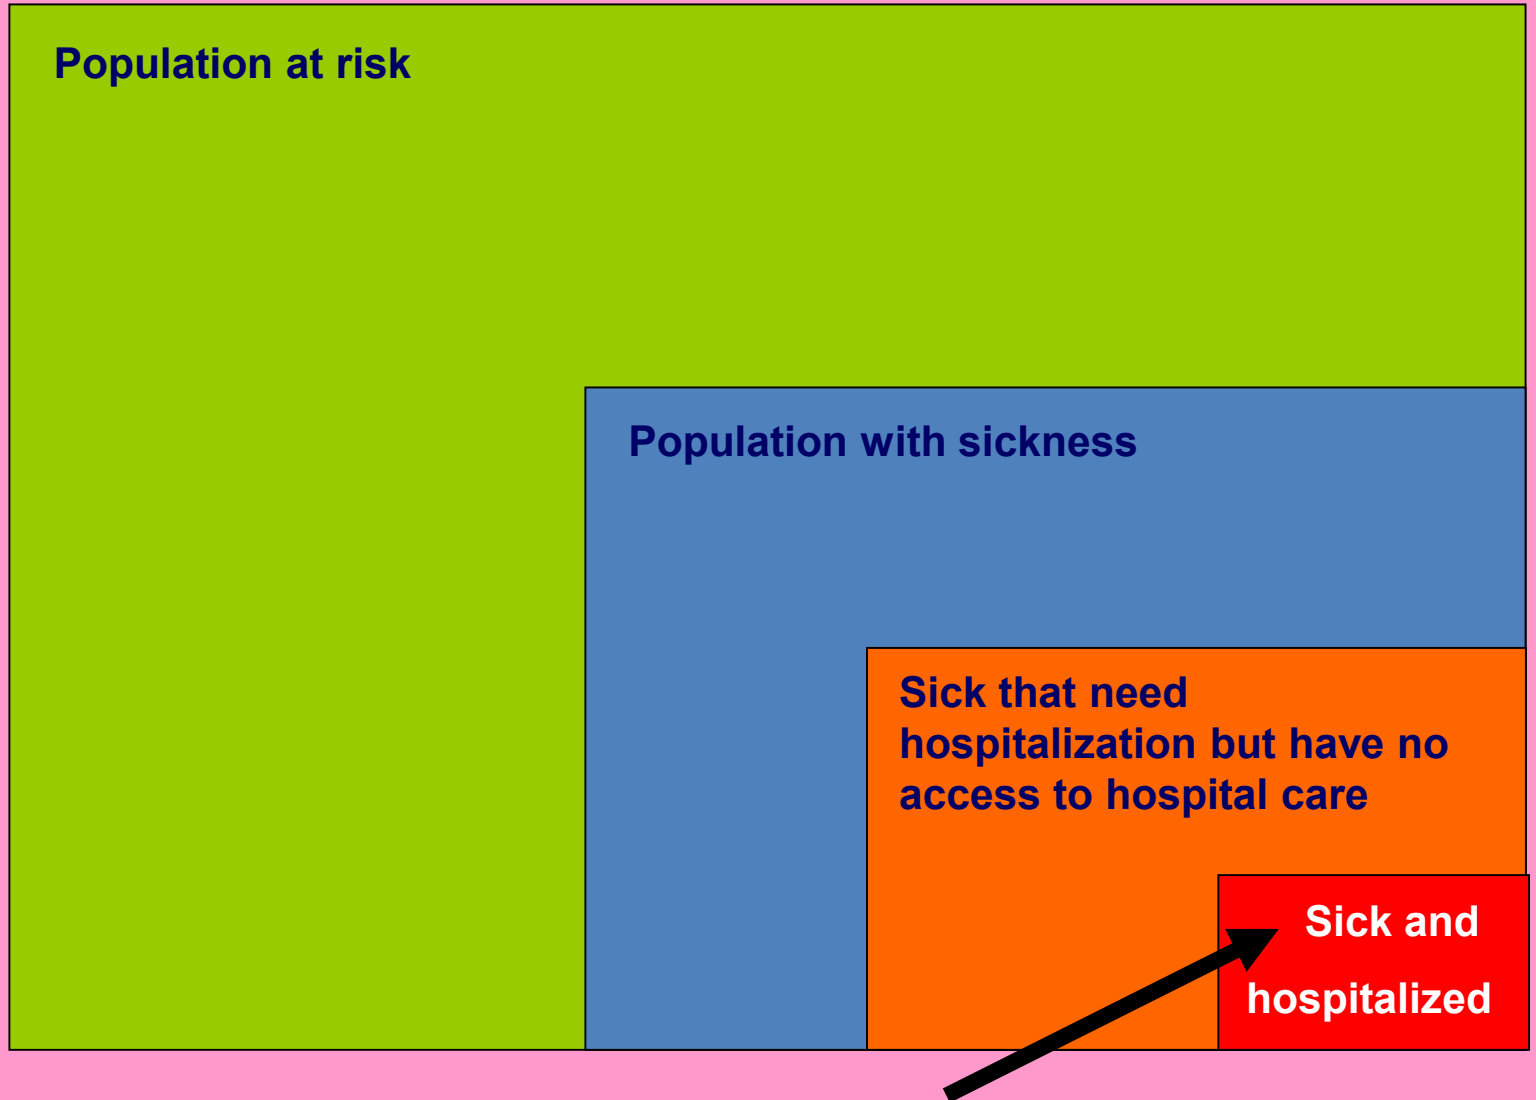 Population at risk
Population with sickness
Sick that need
hospitalization but have no
access to hospital care
Sick and
hospitalized